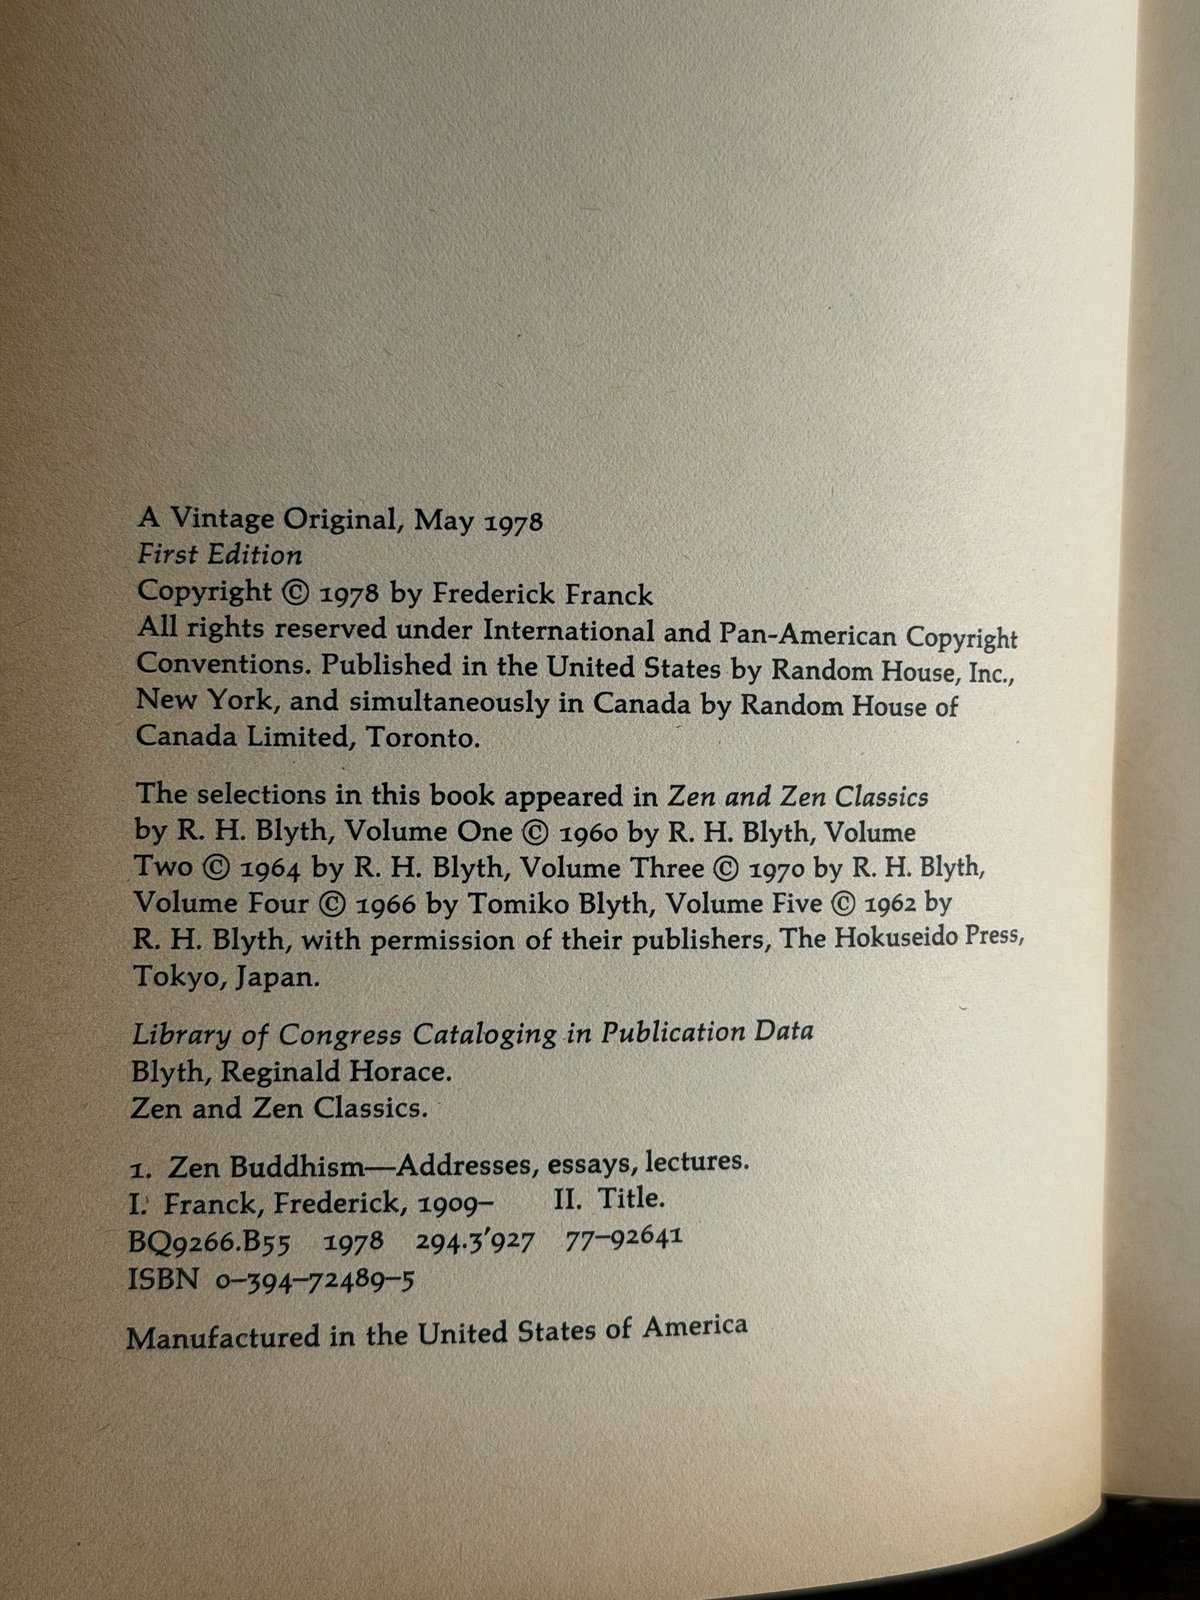 A Vintage Original, May 1978
First Edition
Copyright © 1978 by Frederick Franck
All rights reserved under International and Pan-American Copyright
Conventions. Published in the United States by Random House, Inc.,
New York, and simultaneously in Canada by Random House of
Canada Limited, Toronto.
The selections in this book appeared in Zen and Zen Classics
by R. H. Blyth, Volume One © 1960 by R. H. Blyth, Volume
Two © 1964 by R. H. Blyth, Volume Three © 1970 by R. H. Blyth,
Volume Four © 1966 by Tomiko Blyth, Volume Five © 1962 by
R. H. Blyth, with permission of their publishers, The Hokuseido Press,
Tokyo, Japan.
Library of Congress Cataloging in Publication Data
Blyth, Reginald Horace.
Zen and Zen Classics.
1. Zen Buddhism—Addresses, essays, lectures.
I. Franck, Frederick, 1909– II. Title.
BQ9266.B55 1978 294.3'927 77–92641
ISBN 0–394–72489–5
Manufactured in the United States of America